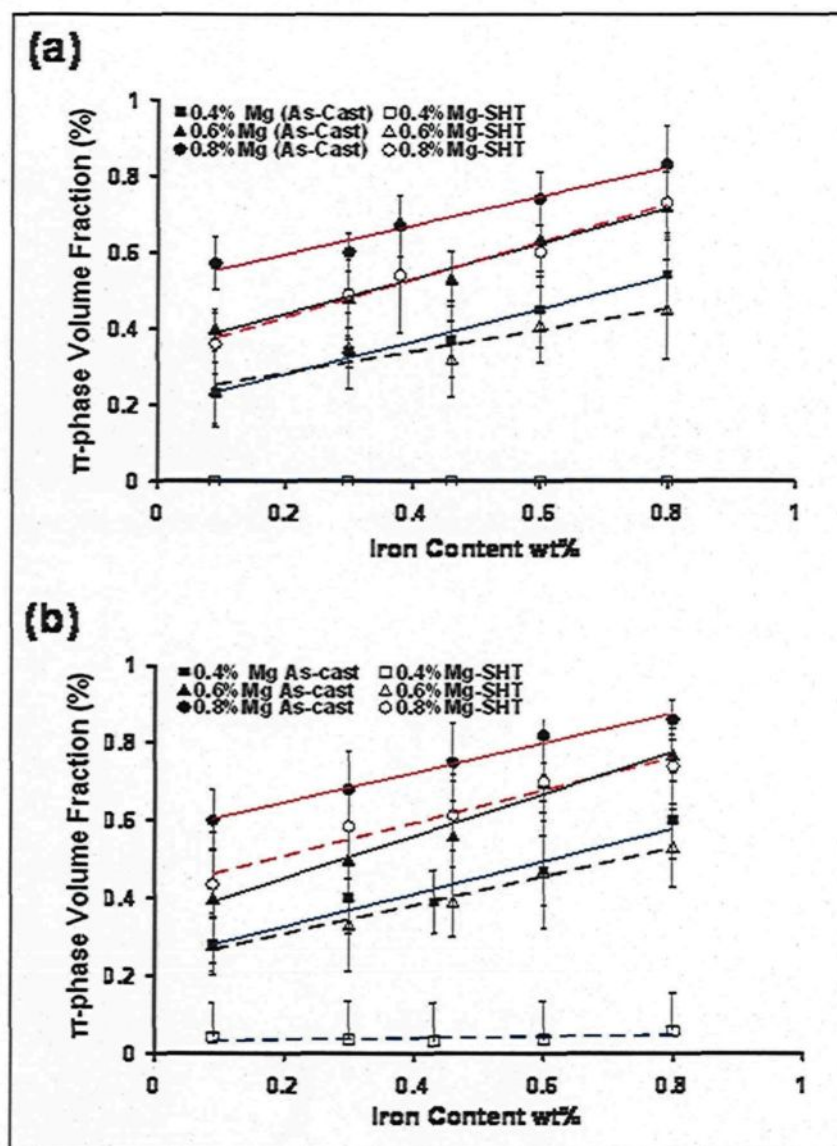 (a)
0.4% Mg (As-Cast) 0.4% Mg-SHT
0.6% Mg (As-Cast) 0.6% Mg-SHT
0.8% Mg (As-Cast) 0.8% Mg-SHT
π-phase Volume Fraction (%)
1
0.8
0.6
0.4
0.2
0
0 0.2 0.4 0.6 0.8 1
Iron Content wt%
(b)
0.4% Mg As-cast 0.4% Mg-SHT
0.6% Mg As-cast 0.6% Mg-SHT
0.8% Mg As-cast 0.8% Mg-SHT
π-phase Volume Fraction (%)
1
0.8
0.6
0.4
0.2
0
0 0.2 0.4 0.6 0.8 1
Iron Content wt%